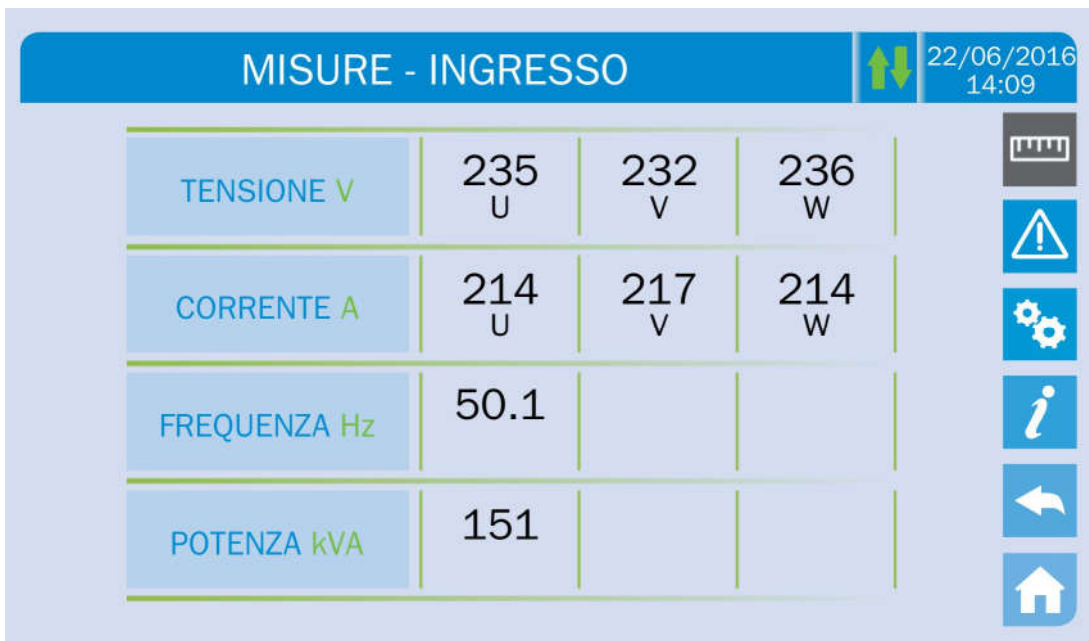 MISURE - INGRESSO
22/06/2016
14:09
TENSIONE V
235 232 236
U V W
CORRENTE A
214 217 214
U V W
FREQUENZA Hz
50.1
POTENZA kVA
151
i